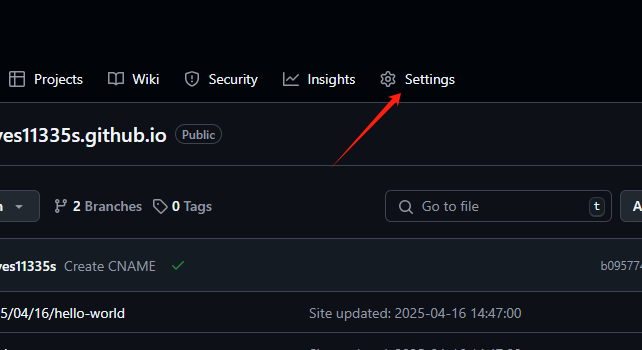 Projects Wiki Security Insights Settings
ves11335s.github.io Public
2 Branches 0 Tags Go to file t
ves11335s Create CNAME b09577
5/04/16/hello-world Site updated: 2025-04-16 14:47:00